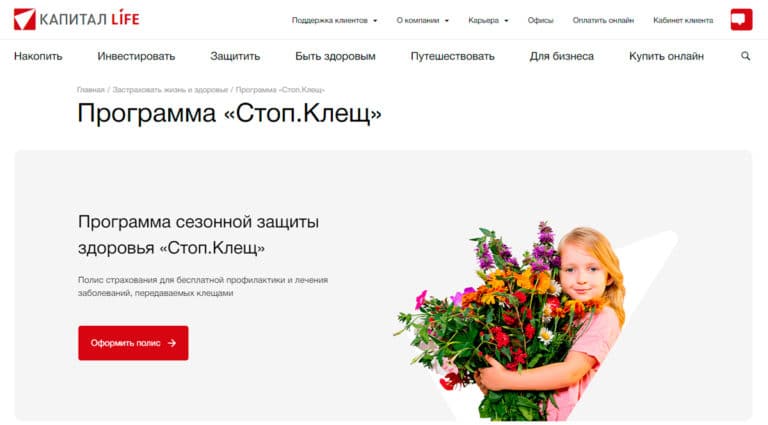 КАПИТАЛ LIFE
Поддержка клиентов О компании Карьера Офисы Оплатить онлайн Кабинет клиента
Накопить Инвестировать Защитить Быть здоровым Путешествовать Для бизнеса Купить онлайн
Главная / Застраховать жизнь и здоровье / Программа «Стоп.Клещ»
Программа «Стоп.Клещ»
Программа сезонной защиты
здоровья «Стоп.Клещ»
Полис страхования для бесплатной профилактики и лечения
заболеваний, передаваемых клещами
Оформить полис